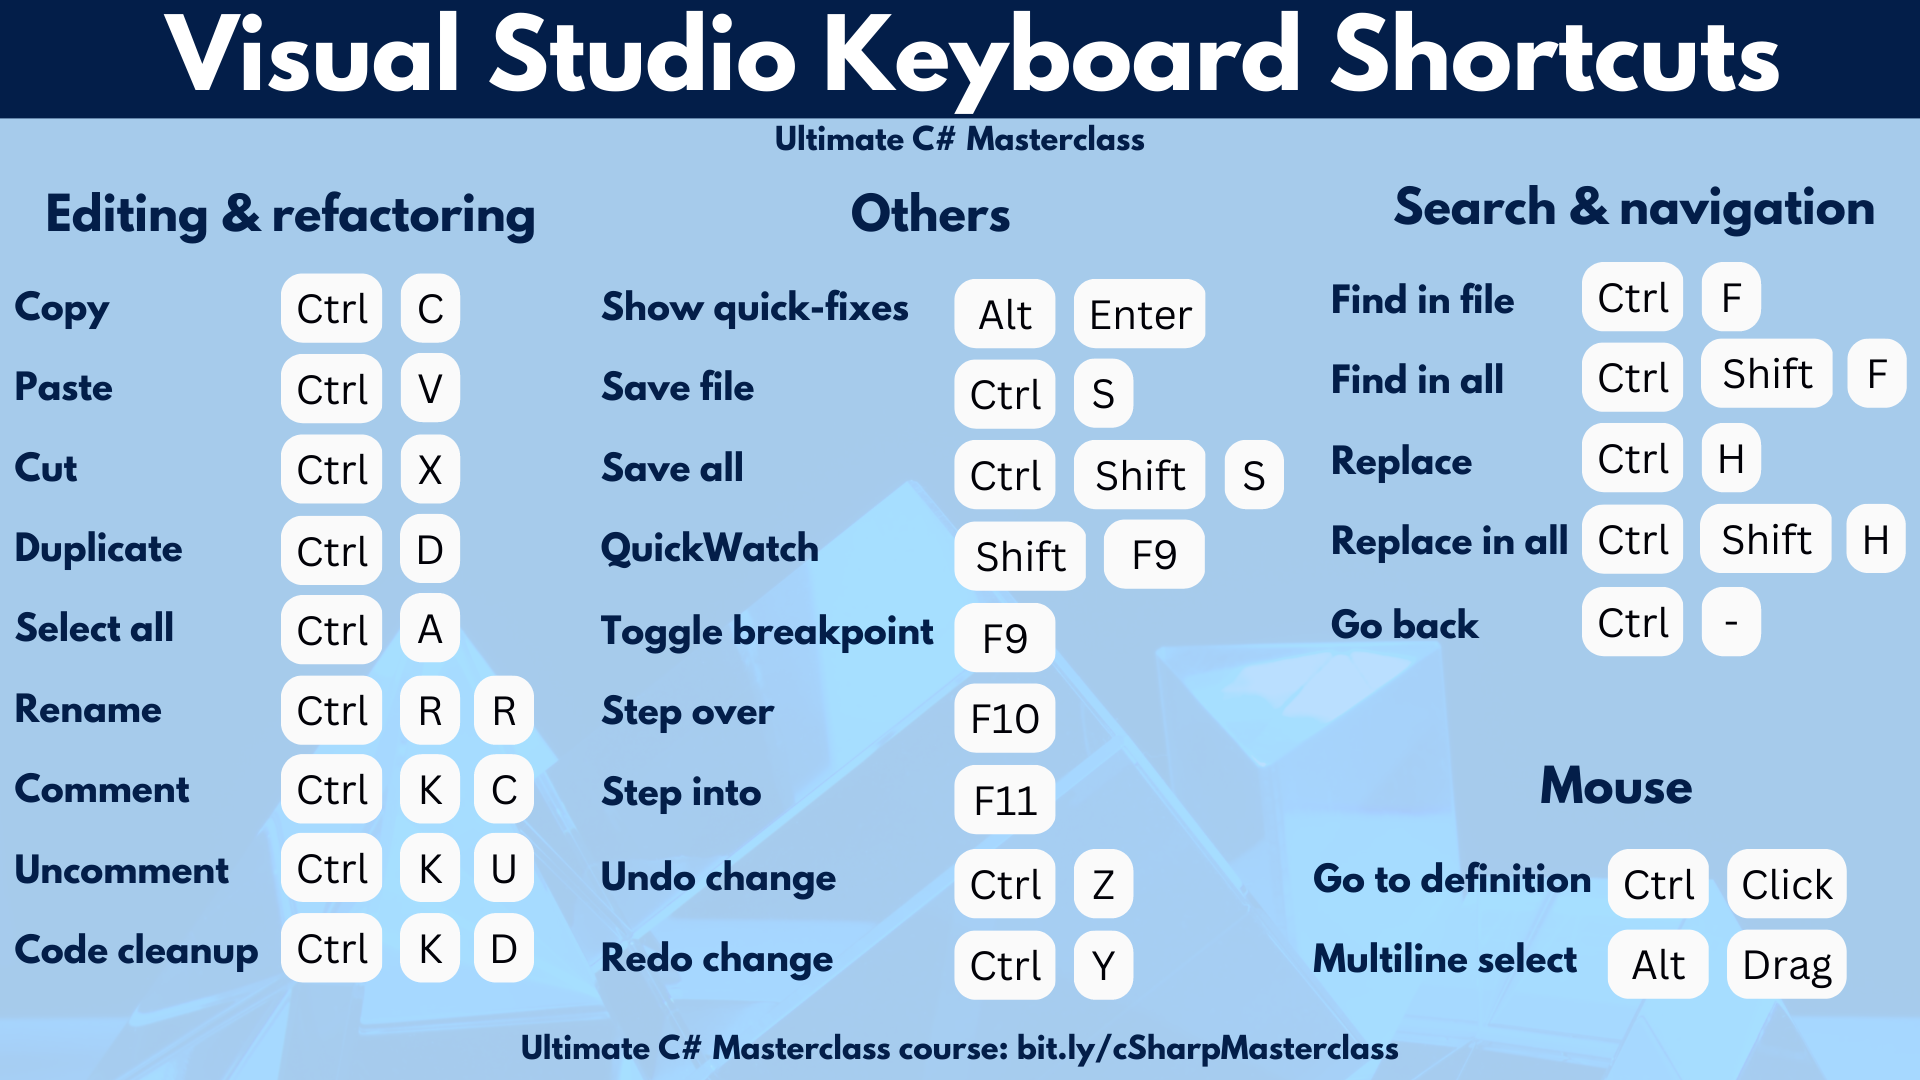 Visual Studio Keyboard Shortcuts
Ultimate C# Masterclass
Editing & refactoring
Copy Ctrl C
Paste Ctrl V
Cut Ctrl X
Duplicate Ctrl D
Select all Ctrl A
Rename Ctrl R R
Comment Ctrl K C
Uncomment Ctrl K U
Code cleanup Ctrl K D
Others
Show quick-fixes Alt Enter
Save file Ctrl S
Save all Ctrl Shift S
QuickWatch Shift F9
Toggle breakpoint F9
Step over F10
Step into F11
Undo change Ctrl Z
Redo change Ctrl Y
Search & navigation
Find in file Ctrl F
Find in all Ctrl Shift F
Replace Ctrl H
Replace in all Ctrl Shift H
Go back Ctrl -
Mouse
Go to definition Ctrl Click
Multiline select Alt Drag
Ultimate C# Masterclass course: bit.ly/cSharpMasterclass